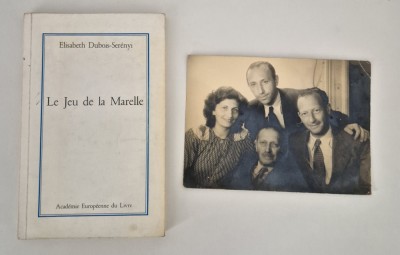 Elisabeth Dubois-Serényi
Le Jeu de la Marelle
Académie Européenne du Livre